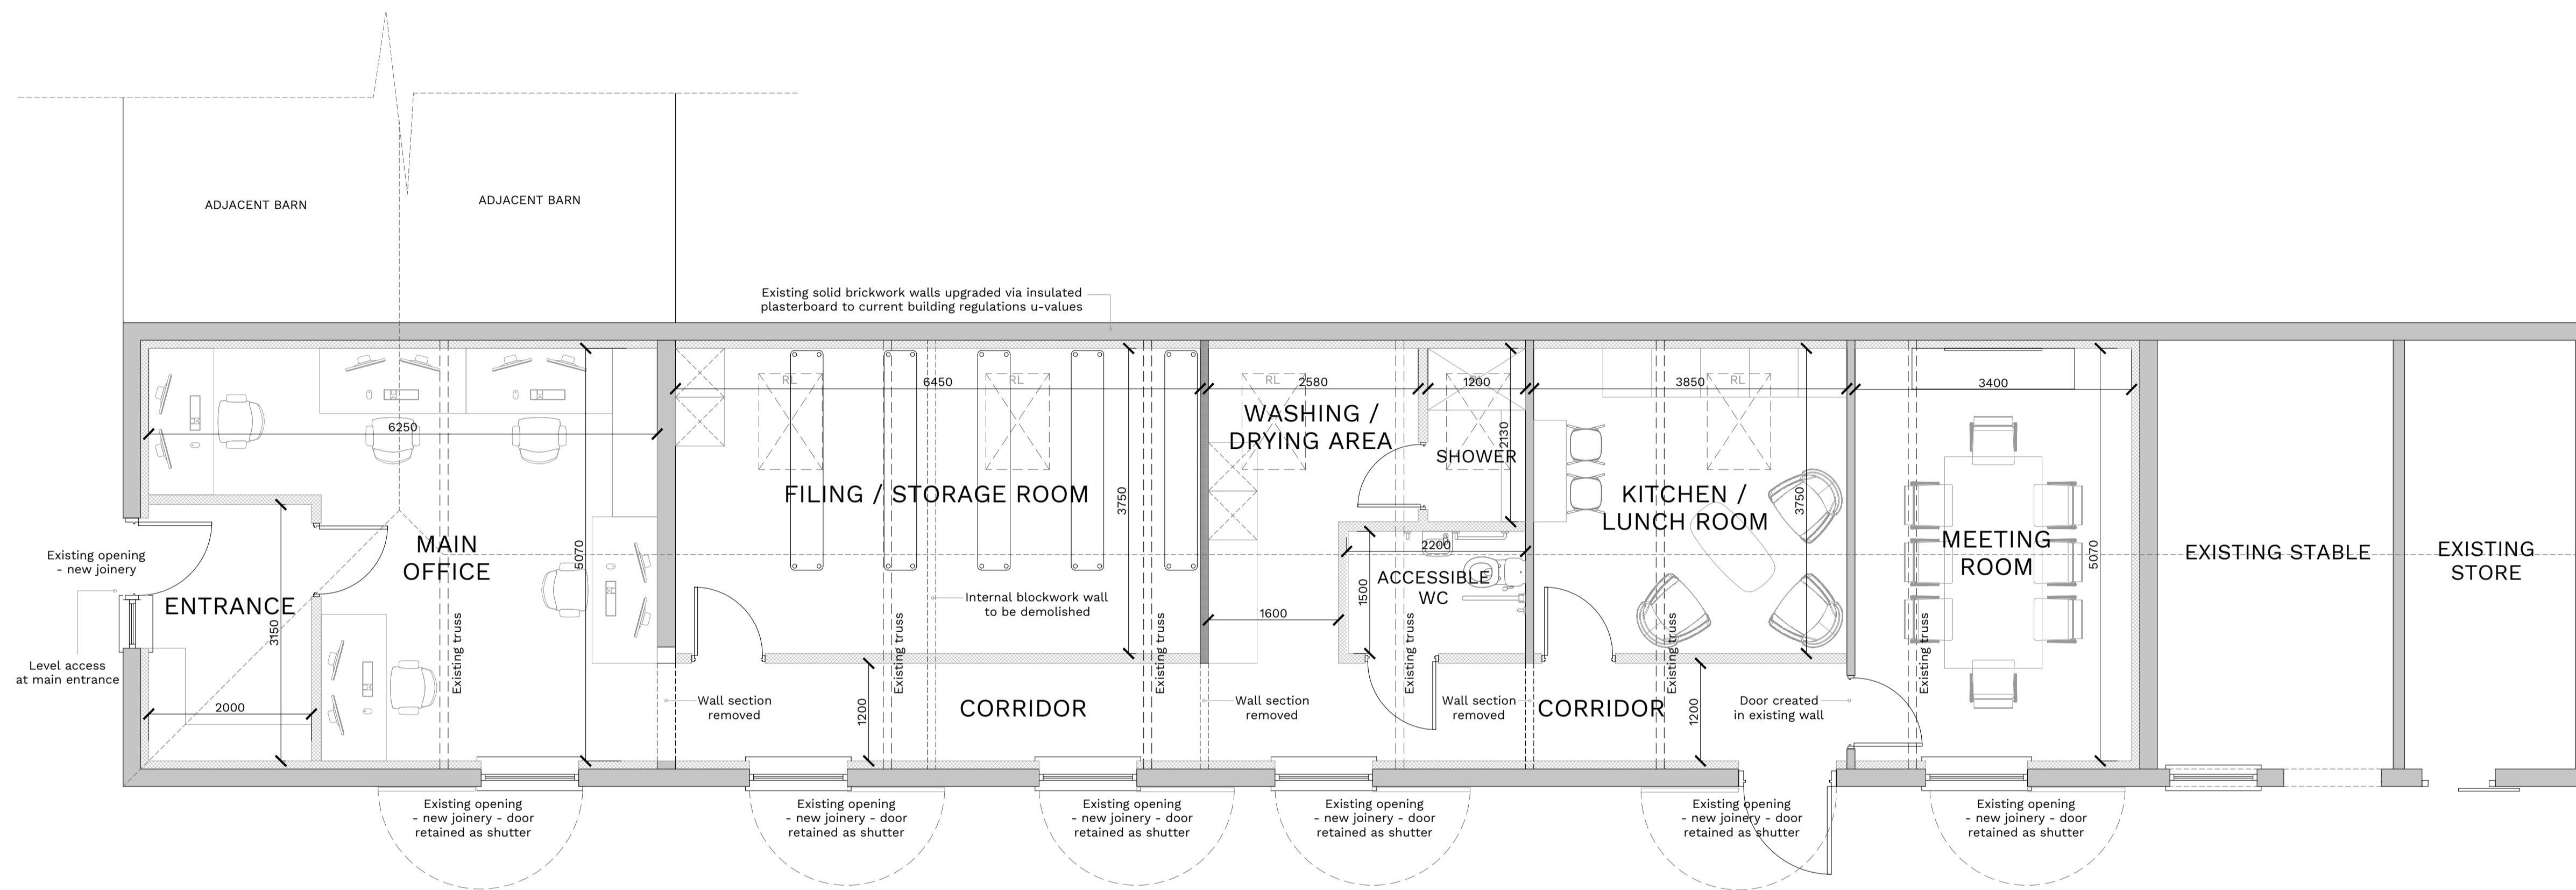 ADJACENT BARN
ADJACENT BARN
Existing solid brickwork walls upgraded via insulated
plasterboard to current building regulations u-values
RL
RL
RL
RL
6450
2580
1200
3850
3400
6250
WASHING /
DRYING AREA
2130
SHOWER
FILING / STORAGE ROOM
3750
KITCHEN /
LUNCH ROOM
3750
MAIN
OFFICE
5070
2200
MEETING
ROOM
5070
EXISTING STABLE
EXISTING
STORE
Existing opening
- new joinery
ENTRANCE
3150
Internal blockwork wall
to be demolished
ACCESSIBLE
WC
1500
1600
Level access
at main entrance
Existing truss
Existing truss
Existing truss
Existing truss
Existing truss
Existing truss
2000
Wall section
removed
1200
CORRIDOR
Wall section
removed
Wall section
removed
CORRIDOR
1200
Door created
in existing wall
Existing opening
- new joinery - door
retained as shutter
Existing opening
- new joinery - door
retained as shutter
Existing opening
- new joinery - door
retained as shutter
Existing opening
- new joinery - door
retained as shutter
Existing opening
- new joinery - door
retained as shutter
Existing opening
- new joinery - door
retained as shutter